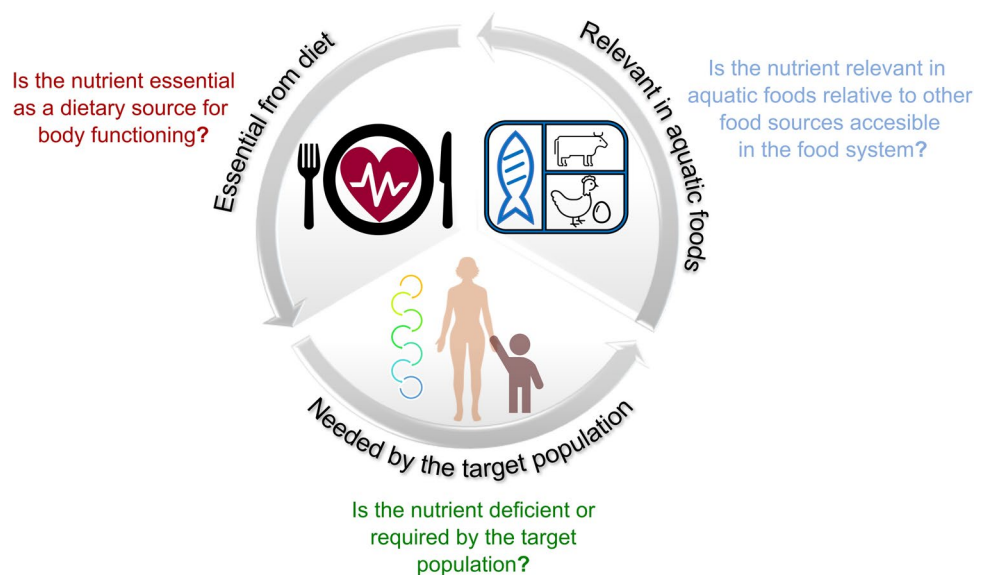 Essential from diet
Relevant in aquatic foods
Is the nutrient essential
as a dietary source for
body functioning?
Is the nutrient relevant in
aquatic foods relative to other
food sources accesible
in the food system?
Needed by the target population
Is the nutrient deficient or
required by the target
population?